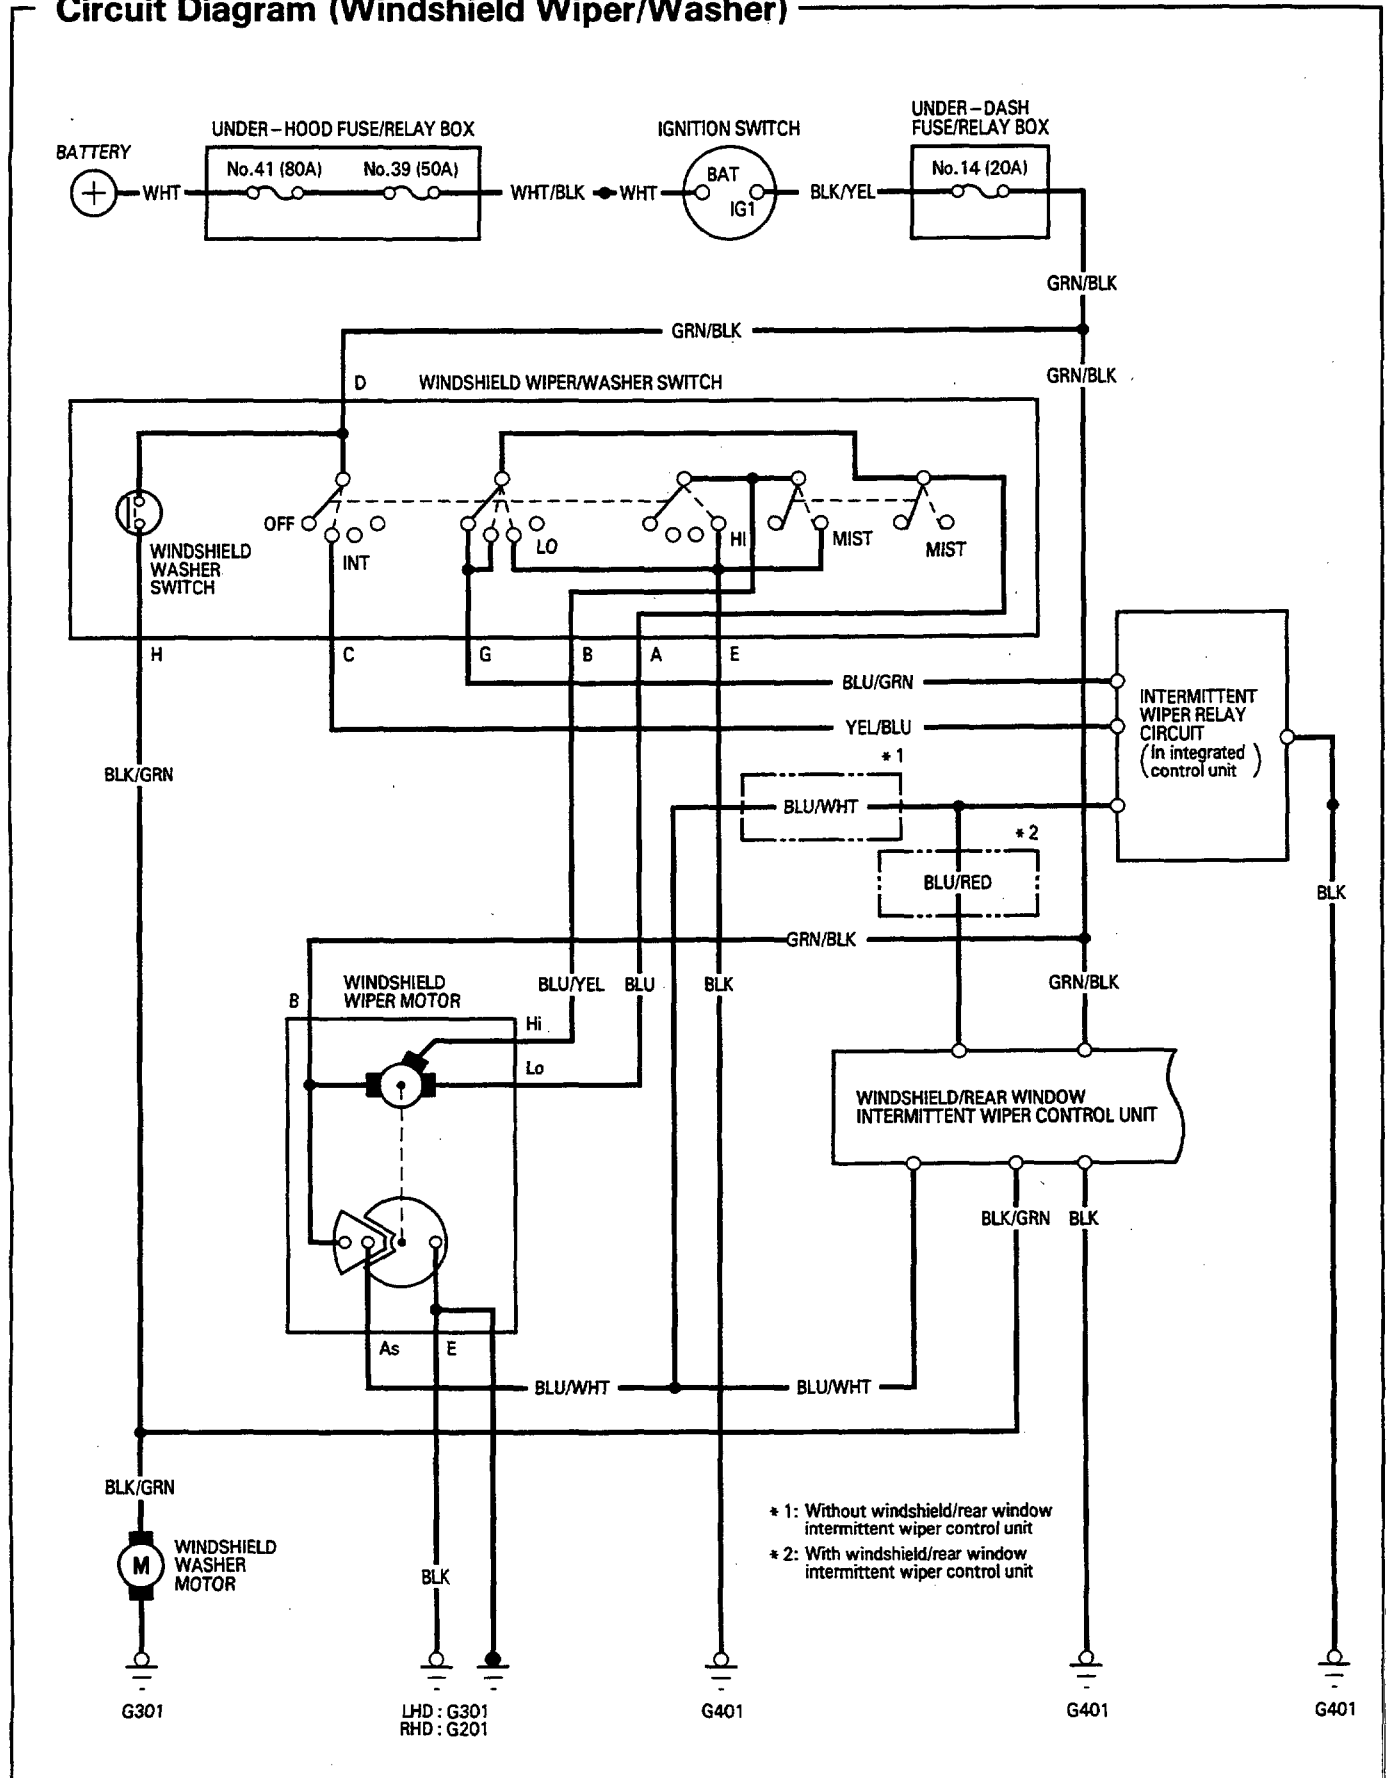 Circuit Diagram (Windshield Wiper/Washer)
UNDER-DASH
FUSE/RELAY BOX
UNDER-HOOD FUSE/RELAY BOX
IGNITION SWITCH
BATTERY
No.41 (80A)
No.39 (50A)
BAT
No.14 (20A)
+
WHT
WHT/BLK
WHT
IG1
BLK/YEL
GRN/BLK
GRN/BLK
GRN/BLK
D
WINDSHIELD WIPER/WASHER SWITCH
OFF
INT
LO
HI
MIST
MIST
WINDSHIELD
WASHER
SWITCH
H
C
G
B
A
E
BLU/GRN
YEL/BLU
INTERMITTENT
WIPER RELAY
CIRCUIT
(In integrated
control unit)
BLK/GRN
*1
BLU/WHT
*2
BLU/RED
BLK
GRN/BLK
B
WINDSHIELD
WIPER MOTOR
BLU/YEL
BLU
BLK
GRN/BLK
Hi
Lo
WINDSHIELD/REAR WINDOW
INTERMITTENT WIPER CONTROL UNIT
BLK/GRN
BLK
As
E
BLU/WHT
BLU/WHT
BLK/GRN
*1: Without windshield/rear window
intermittent wiper control unit
*2: With windshield/rear window
intermittent wiper control unit
M
WINDSHIELD
WASHER
MOTOR
BLK
G301
LHD : G301
RHD : G201
G401
G401
G401